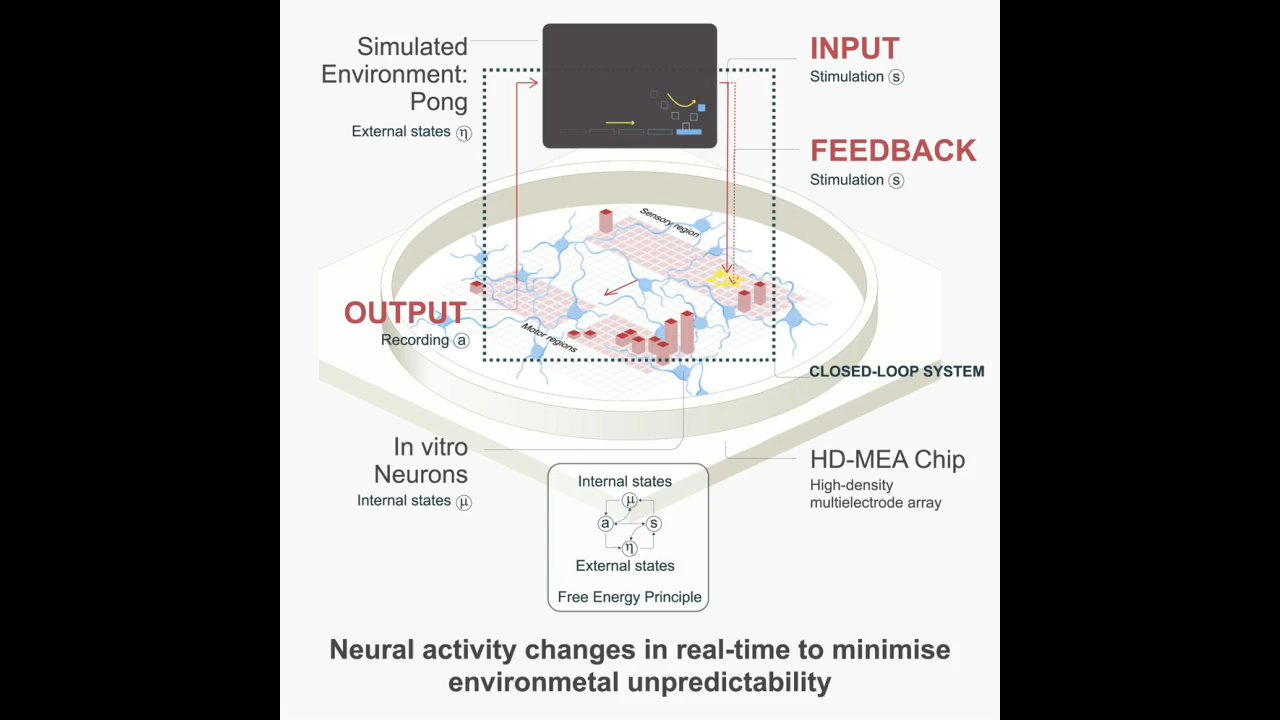 Simulated
Environment:
Pong
External states η
INPUT
Stimulation s
FEEDBACK
Stimulation s
Sensory region
OUTPUT
Recording a
Motor regions
CLOSED-LOOP SYSTEM
In vitro
Neurons
Internal states μ
HD-MEA Chip
High-density
multielectrode array
Internal states
μ
a s
η
External states
Free Energy Principle
Neural activity changes in real-time to minimise
environmetal unpredictability